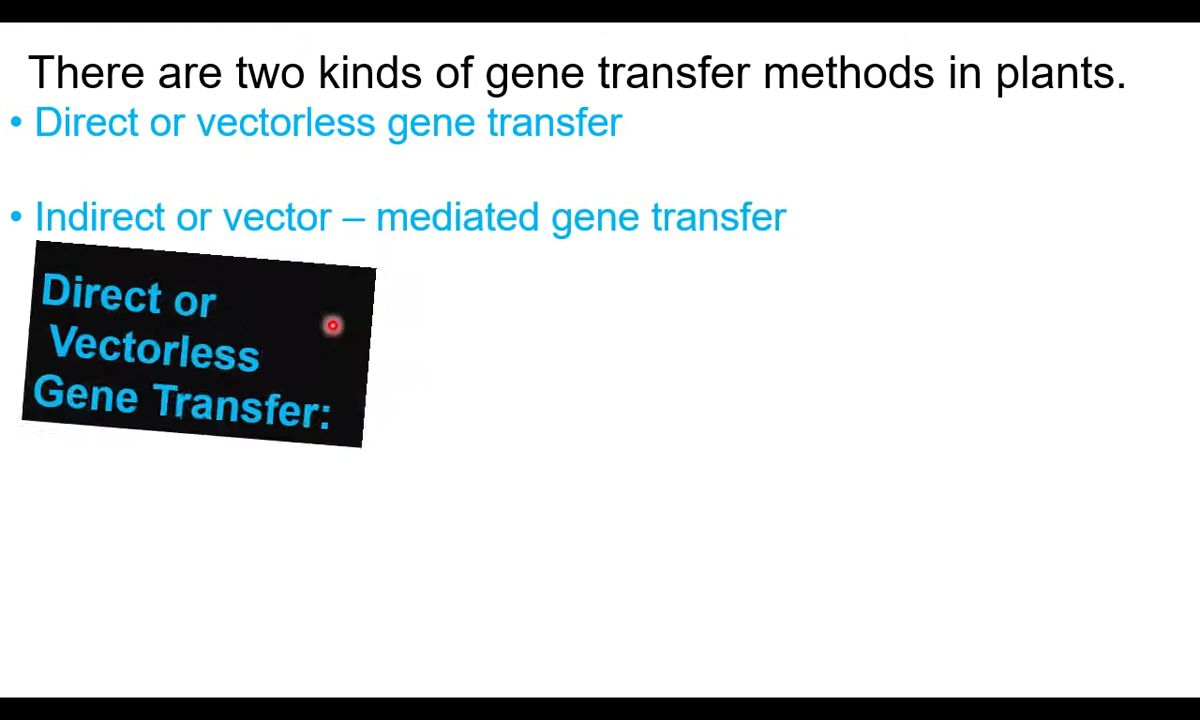 There are two kinds of gene transfer methods in plants.
• Direct or vectorless gene transfer
• Indirect or vector – mediated gene transfer
Direct or
Vectorless
Gene Transfer: